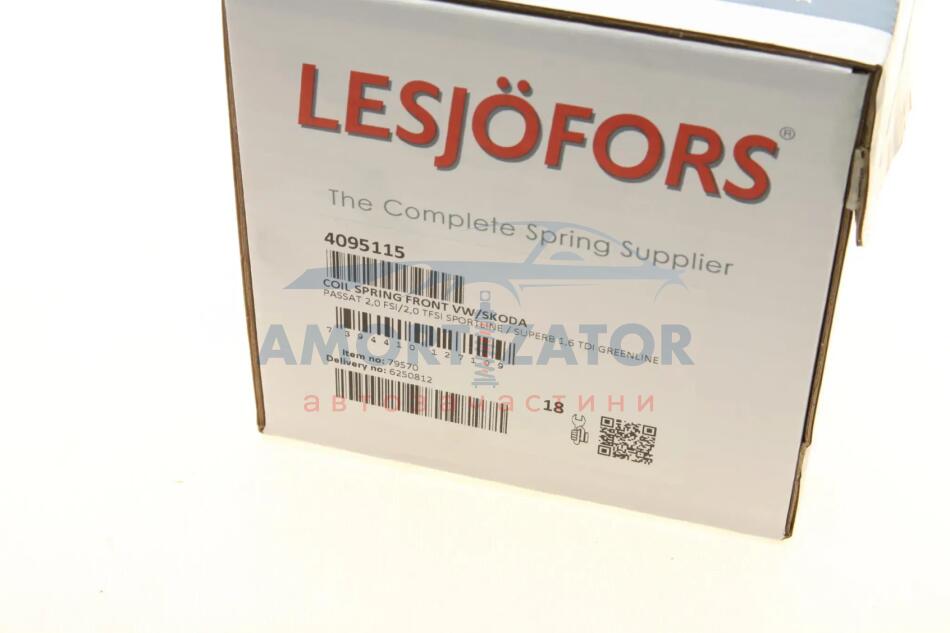 LESJÖFORS®
The Complete Spring Supplier
4095115
COIL SPRING FRONT VW/SKODA
PASSAT 2,0 FSI/2,0 TFSI SPORTLINE / SUPERB 1,6 TDI GREENLINE
AMORTIZATOR
Item no: 79570
Delivery no: 6250812
автозапчастини
18